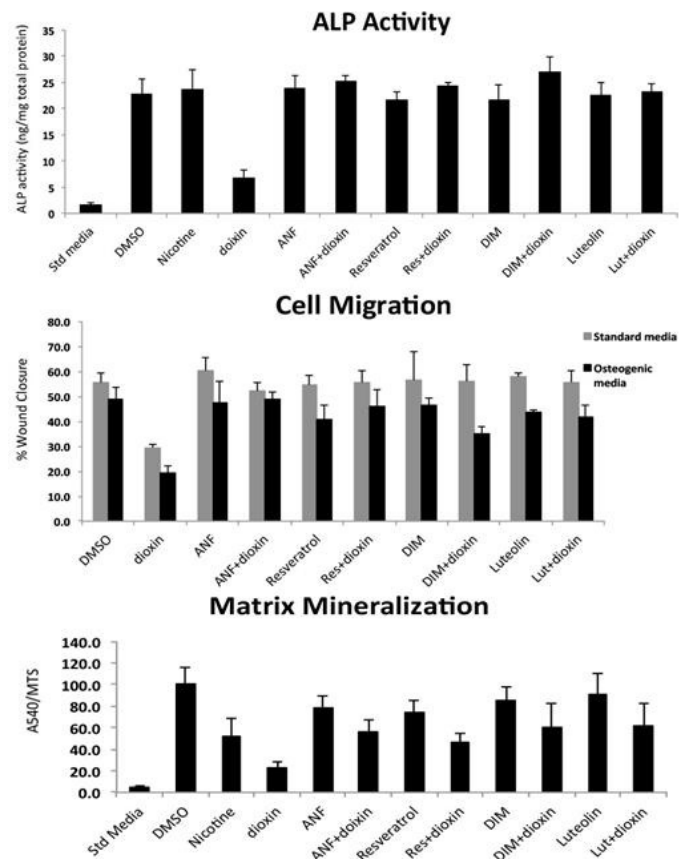 ALP Activity
ALP activity (ng/mg total protein)
35
30
25
20
15
10
5
0
Std media
DMSO
Nicotine
doixin
ANF
ANF+dioxin
Resveratrol
Res+dioxin
DIM
DIM+dioxin
Luteolin
Lut+dioxin
Cell Migration
% Wound Closure
80.0
70.0
60.0
50.0
40.0
30.0
20.0
10.0
0.0
Standard media
Osteogenic
media
DMSO
dioxin
ANF
ANF+dioxin
Resveratrol
Res+dioxin
DIM
DIM+dioxin
Luteolin
Lut+dioxin
Matrix Mineralization
A540/MTS
140.0
120.0
100.0
80.0
60.0
40.0
20.0
0.0
Std Media
DMSO
Nicotine
dioxin
ANF
ANF+doixin
Resveratrol
Res+dioxin
DIM
DIM+dioxin
Luteolin
Lut+dioxin